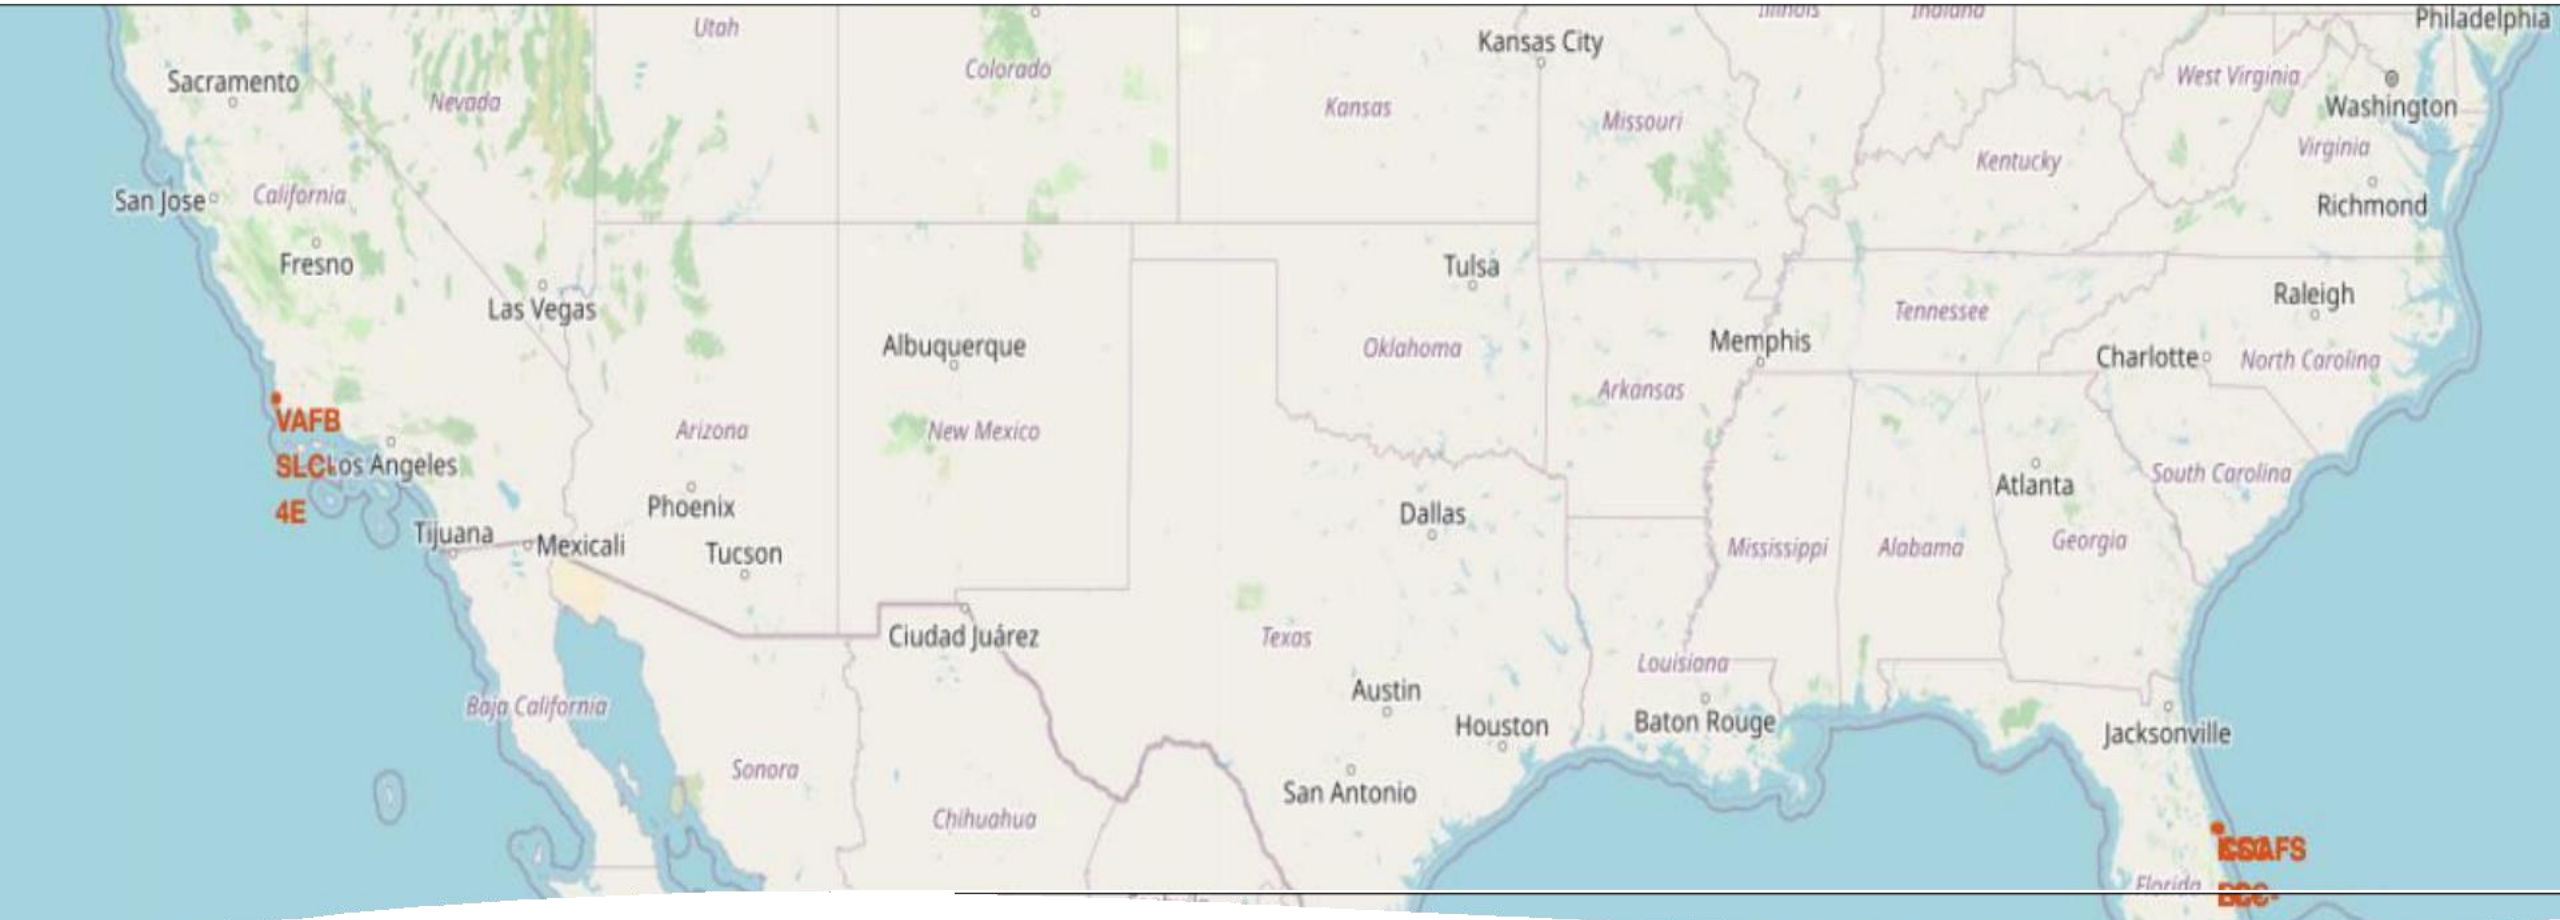 Utah
Colorado
Kansas City
Illinois
Indiana
Philadelphia
Sacramento
Nevada
Kansas
Missouri
West Virginia
Washington
Virginia
Kentucky
San Jose
California
Richmond
Fresno
Las Vegas
Tulsa
Raleigh
Albuquerque
Oklahoma
Memphis
Tennessee
Charlotte
North Carolina
Arkansas
VAFB
SLC
4E
Los Angeles
Arizona
New Mexico
South Carolina
Phoenix
Dallas
Atlanta
Tijuana
Mexicali
Tucson
Mississippi
Alabama
Georgia
Ciudad Juárez
Texas
Louisiana
Baja California
Austin
Houston
Baton Rouge
Jacksonville
Sonora
San Antonio
Chihuahua
Florida